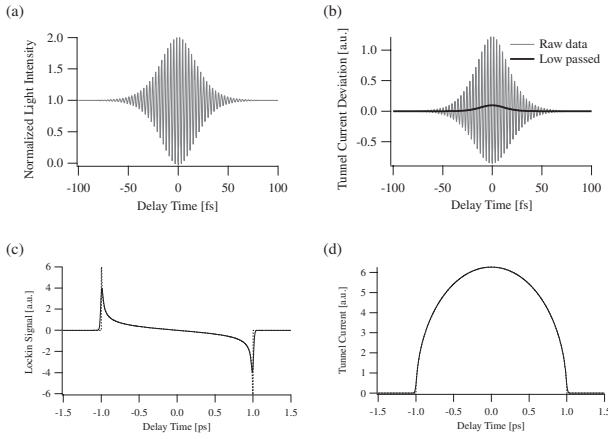 (a)
Normalized Light Intensity
2.0
1.5
1.0
0.5
0.0
-100 -50 0 50 100
Delay Time [fs]
(b)
Tunnel Current Deviation [a.u.]
1.0
0.5
0.0
-0.5
Raw data
Low passed
-100 -50 0 50 100
Delay Time [fs]
(c)
Lockin Signal [a.u.]
6
4
2
0
-2
-4
-6
-1.5 -1.0 -0.5 0.0 0.5 1.0 1.5
Delay Time [ps]
(d)
Tunnel Current [a.u.]
6
5
4
3
2
1
0
-1.5 -1.0 -0.5 0.0 0.5 1.0 1.5
Delay Time [ps]